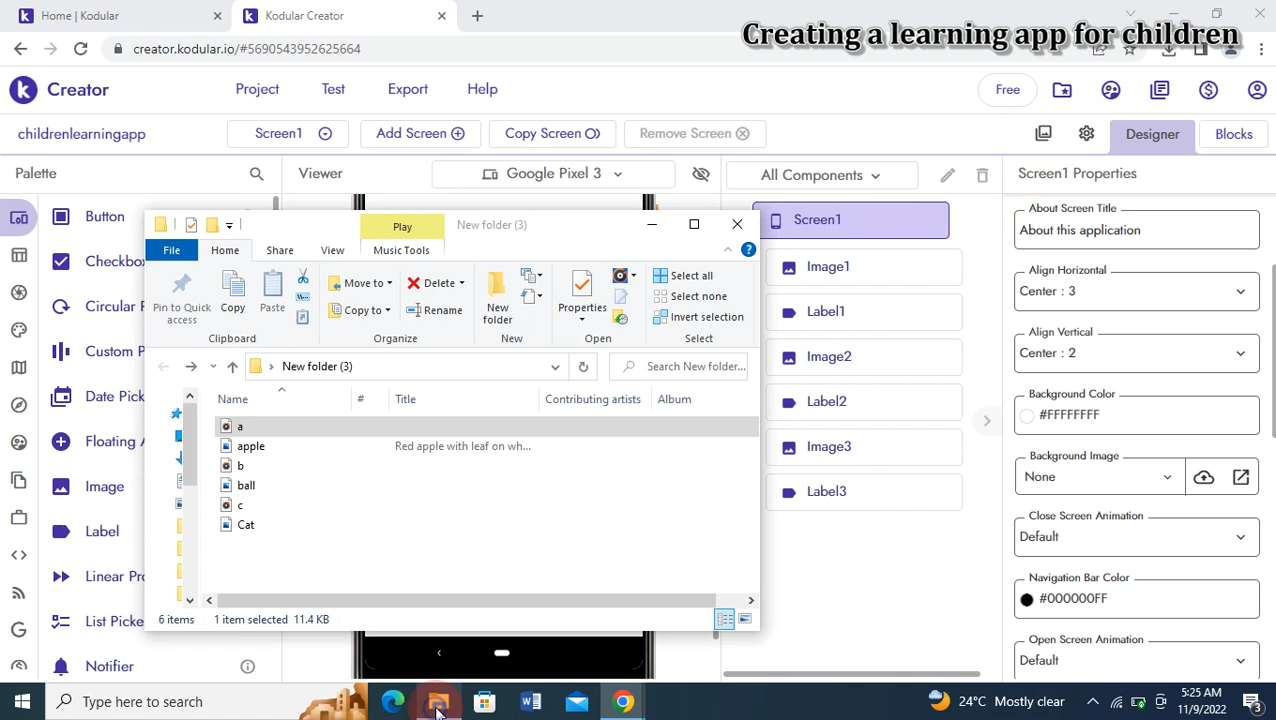 Home | Kodular
Kodular Creator
Creating a learning app for children
creator.kodular.io/#5690543952625664
Creator
Project
Test
Export
Help
Free
childrenlearningapp
Screen1
Add Screen
Copy Screen
Remove Screen
Designer
Blocks
Palette
Viewer
Google Pixel 3
All Components
Screen1 Properties
Button
Checkbo
Circular
Custom P
Date Pick
Floating A
Image
Label
Linear Pro
List Picke
Notifier
Play
New folder (3)
File
Home
Share
View
Music Tools
Pin to Quick access
Copy
Paste
Move to
Copy to
Delete
Rename
New folder
Properties
Select all
Select none
Invert selection
Clipboard
Organize
New
Open
Select
New folder (3)
Search New folder...
Name
#
Title
Contributing artists
Album
a
apple
Red apple with leaf on wh...
b
ball
c
Cat
6 items
1 item selected 11.4 KB
Screen1
Image1
Label1
Image2
Label2
Image3
Label3
About Screen Title
About this application
Align Horizontal
Center : 3
Align Vertical
Center : 2
Background Color
#FFFFFFFF
Background Image
None
Close Screen Animation
Default
Navigation Bar Color
#000000FF
Open Screen Animation
Default
Type here to search
24°C Mostly clear
5:25 AM
11/9/2022
3